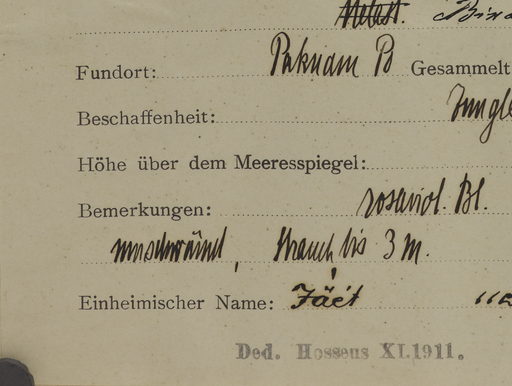 Fundort: Paknam Po Gesammelt
Beschaffenheit: Jungle
Höhe über dem Meeresspiegel:
Bemerkungen: rosaviol. Bl.
Strauch bis 3 m.
Einheimischer Name:
Ded. Hosseus XI.1911.